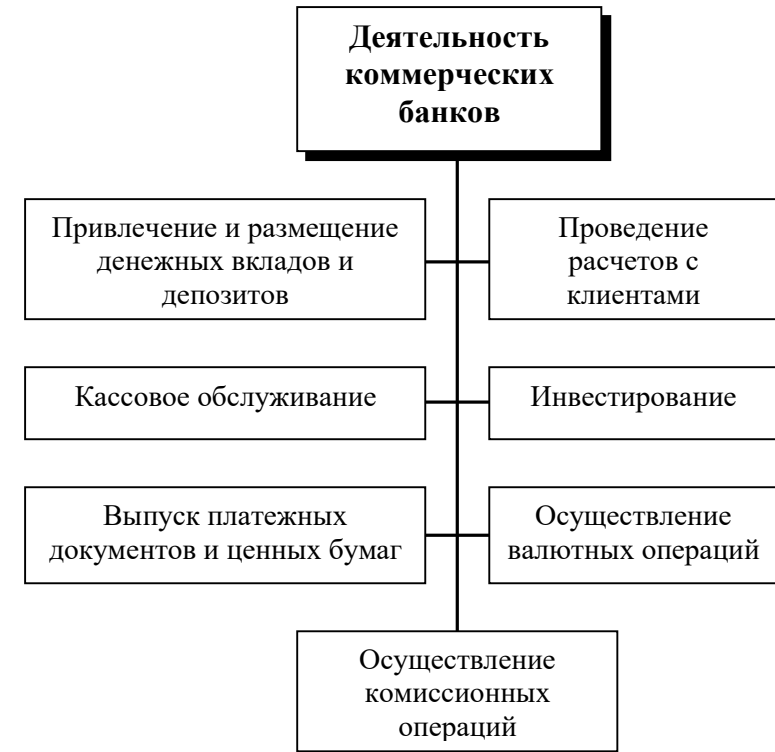 Деятельность
коммерческих
банков
Привлечение и размещение
денежных вкладов и
депозитов
Проведение
расчетов с
клиентами
Кассовое обслуживание
Инвестирование
Выпуск платежных
документов и ценных бумаг
Осуществление
валютных операций
Осуществление
комиссионных
операций